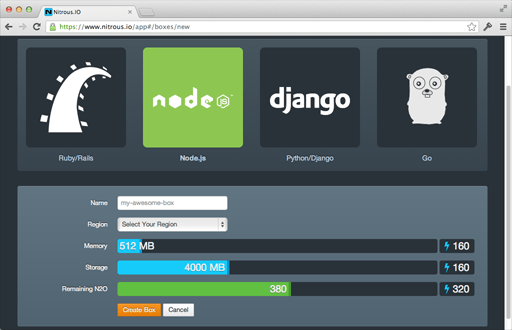 Nitrous.IO
https://www.nitrous.io/app#/boxes/new
node JS
django
Ruby/Rails
Node.js
Python/Django
Go
Name my-awesome-box
Region Select Your Region
Memory 512 MB 160
Storage 4000 MB 160
Remaining N2O 380 320
Create Box Cancel